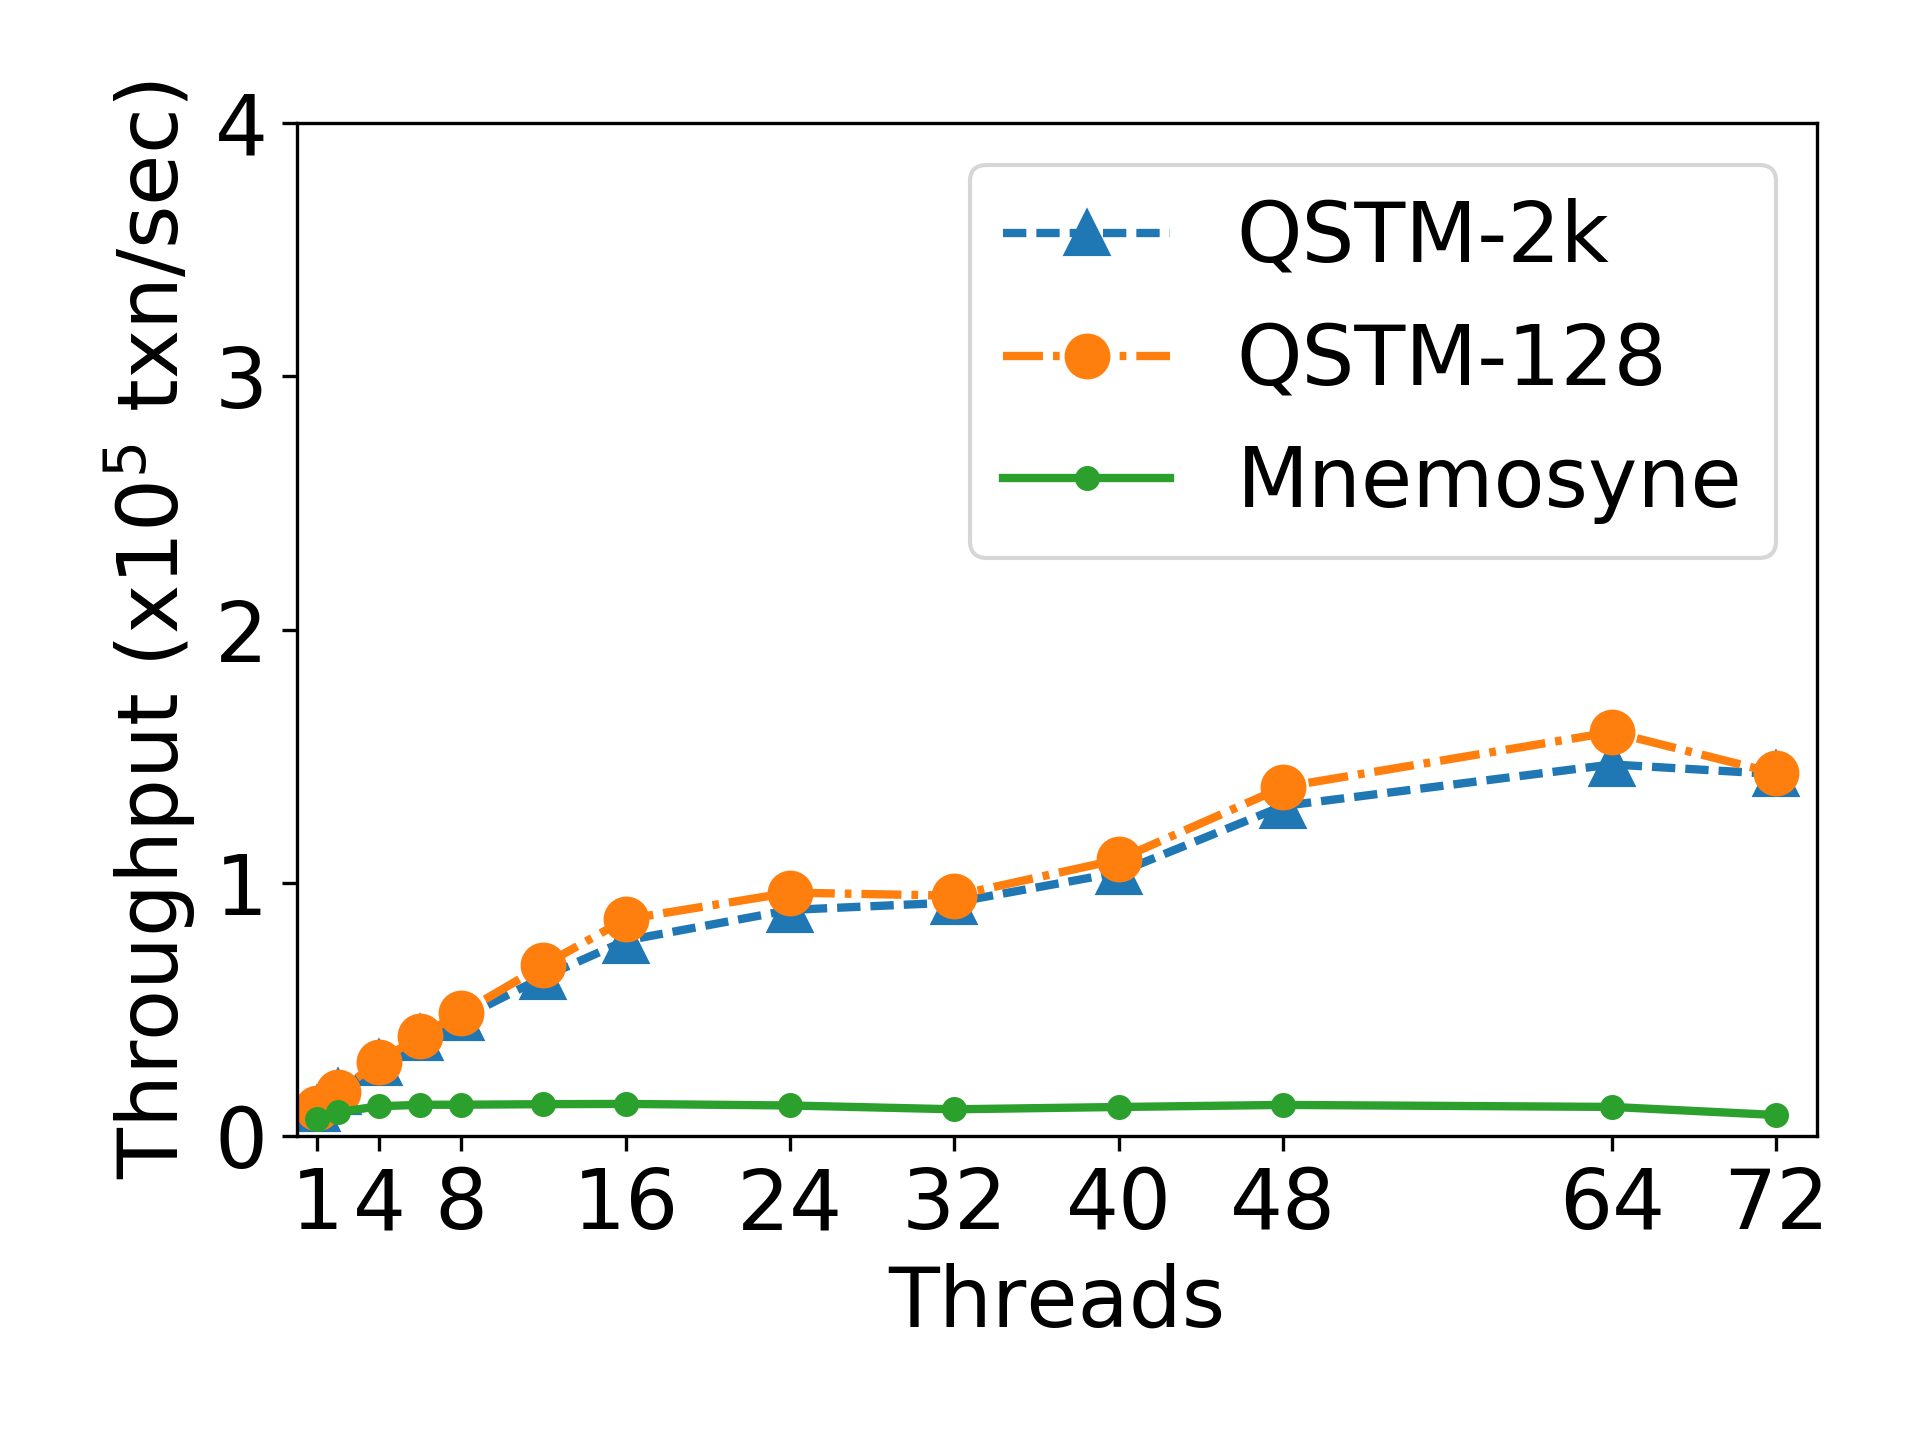 Throughput (x10⁵ txn/sec)
4
3
2
1
0
QSTM-2k
QSTM-128
Mnemosyne
1 4 8 16 24 32 40 48 64 72
Threads